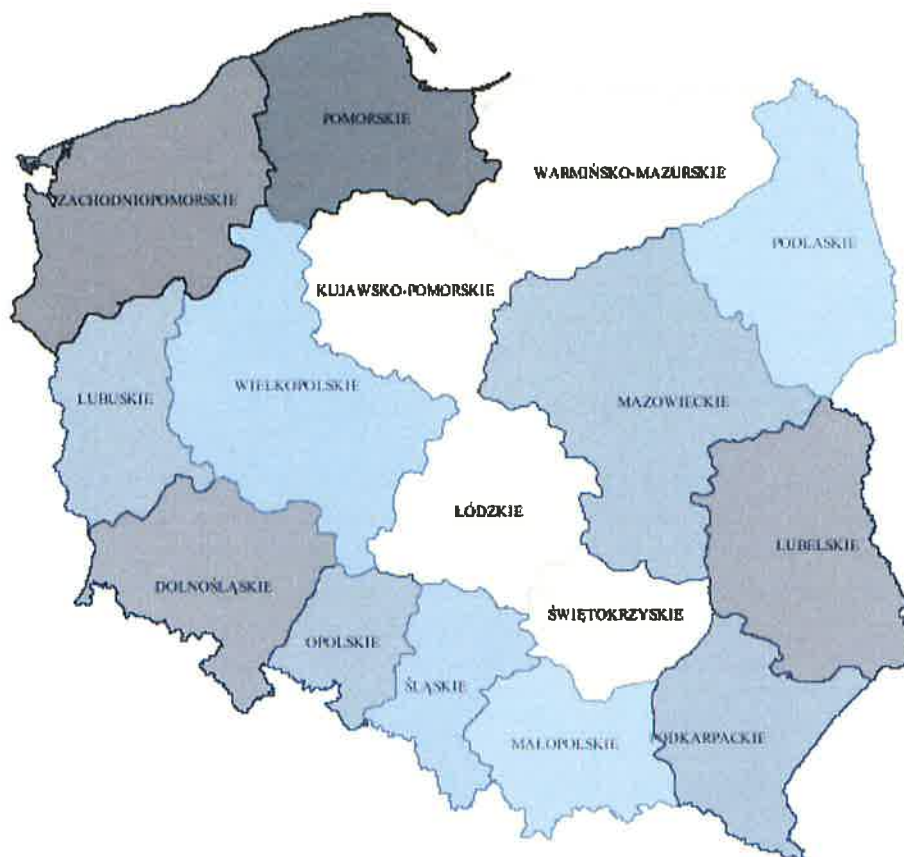 POMORSKIE
WARMIŃSKO-MAZURSKIE
ZACHODNIOPOMORSKIE
PODLASKIE
KUJAWSKO-POMORSKIE
WIELKOPOLSKIE
LUBUSKIE
MAZOWIECKIE
ŁÓDZKIE
LUBELSKIE
DOLNOŚLĄSKIE
ŚWIĘTOKRZYSKIE
OPOLSKIE
ŚLĄSKIE
PODKARPACKIE
MAŁOPOLSKIE